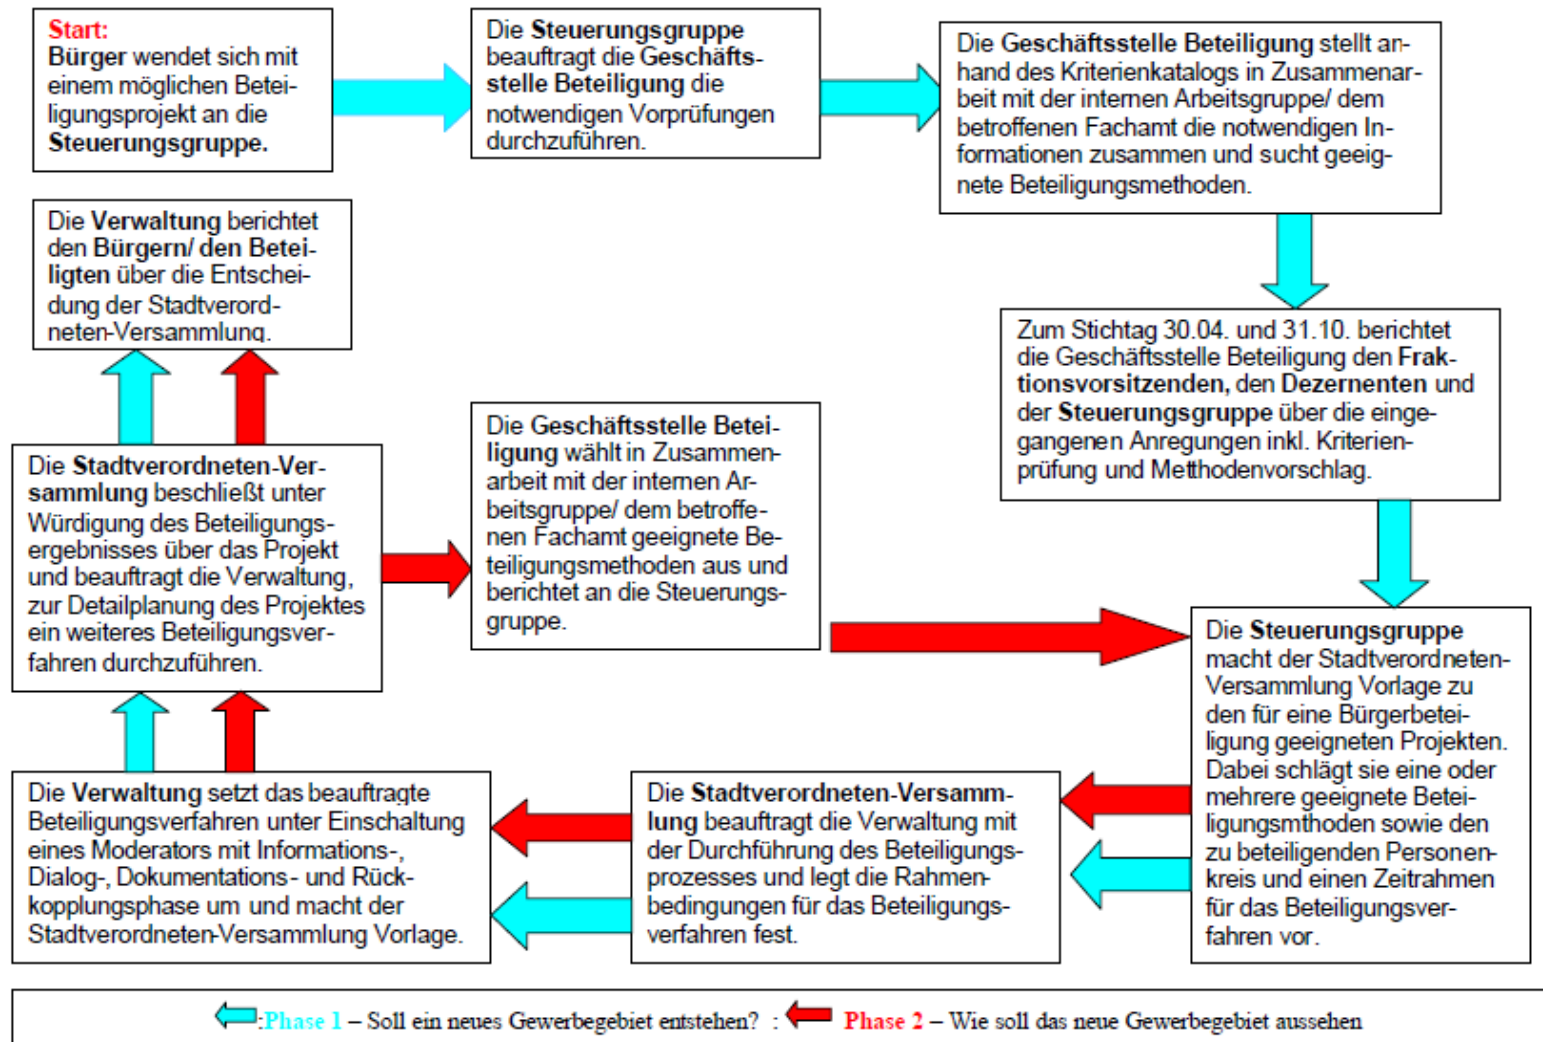 Start:
Bürger wendet sich mit
einem möglichen Betei-
ligungsprojekt an die
Steuerungsgruppe.
Die Steuerungsgruppe
beauftragt die Geschäfts-
stelle Beteiligung die
notwendigen Vorprüfungen
durchzuführen.
Die Geschäftsstelle Beteiligung stellt an-
hand des Kriterienkatalogs in Zusammenar-
beit mit der internen Arbeitsgruppe/ dem
betroffenen Fachamt die notwendigen In-
formationen zusammen und sucht geeig-
nete Beteiligungsmethoden.
Zum Stichtag 30.04. und 31.10. berichtet
die Geschäftsstelle Beteiligung den Frak-
tionsvorsitzenden, den Dezernenten und
der Steuerungsgruppe über die einge-
gangenen Anregungen inkl. Kriterien-
prüfung und Metthodenvorschlag.
Die Steuerungsgruppe
macht der Stadtverordneten-
Versammlung Vorlage zu
den für eine Bürgerbetei-
ligung geeigneten Projekten.
Dabei schlägt sie eine oder
mehrere geeignete Betei-
ligungsmthoden sowie den
zu beteiligenden Personen-
kreis und einen Zeitrahmen
für das Beteiligungsver-
fahren vor.
Die Stadtverordneten-Versamm-
lung beauftragt die Verwaltung mit
der Durchführung des Beteiligungs-
prozesses und legt die Rahmen-
bedingungen für das Beteiligungs-
verfahren fest.
Die Verwaltung setzt das beauftragte
Beteiligungsverfahren unter Einschaltung
eines Moderators mit Informations-,
Dialog-, Dokumentations- und Rück-
kopplungsphase um und macht der
Stadtverordneten-Versammlung Vorlage.
Die Stadtverordneten-Ver-
sammlung beschließt unter
Würdigung des Beteiligungs-
ergebnisses über das Projekt
und beauftragt die Verwaltung,
zur Detailplanung des Projektes
ein weiteres Beteiligungsver-
fahren durchzuführen.
Die Verwaltung berichtet
den Bürgern/ den Betei-
ligten über die Entschei-
dung der Stadtverord-
neten-Versammlung.
Die Geschäftsstelle Betei-
ligung wählt in Zusammen-
arbeit mit der internen Ar-
beitsgruppe/ dem betroffe-
nen Fachamt geeignete Be-
teiligungsmethoden aus und
berichtet an die Steuerungs-
gruppe.
:Phase 1 – Soll ein neues Gewerbegebiet entstehen? : Phase 2 – Wie soll das neue Gewerbegebiet aussehen